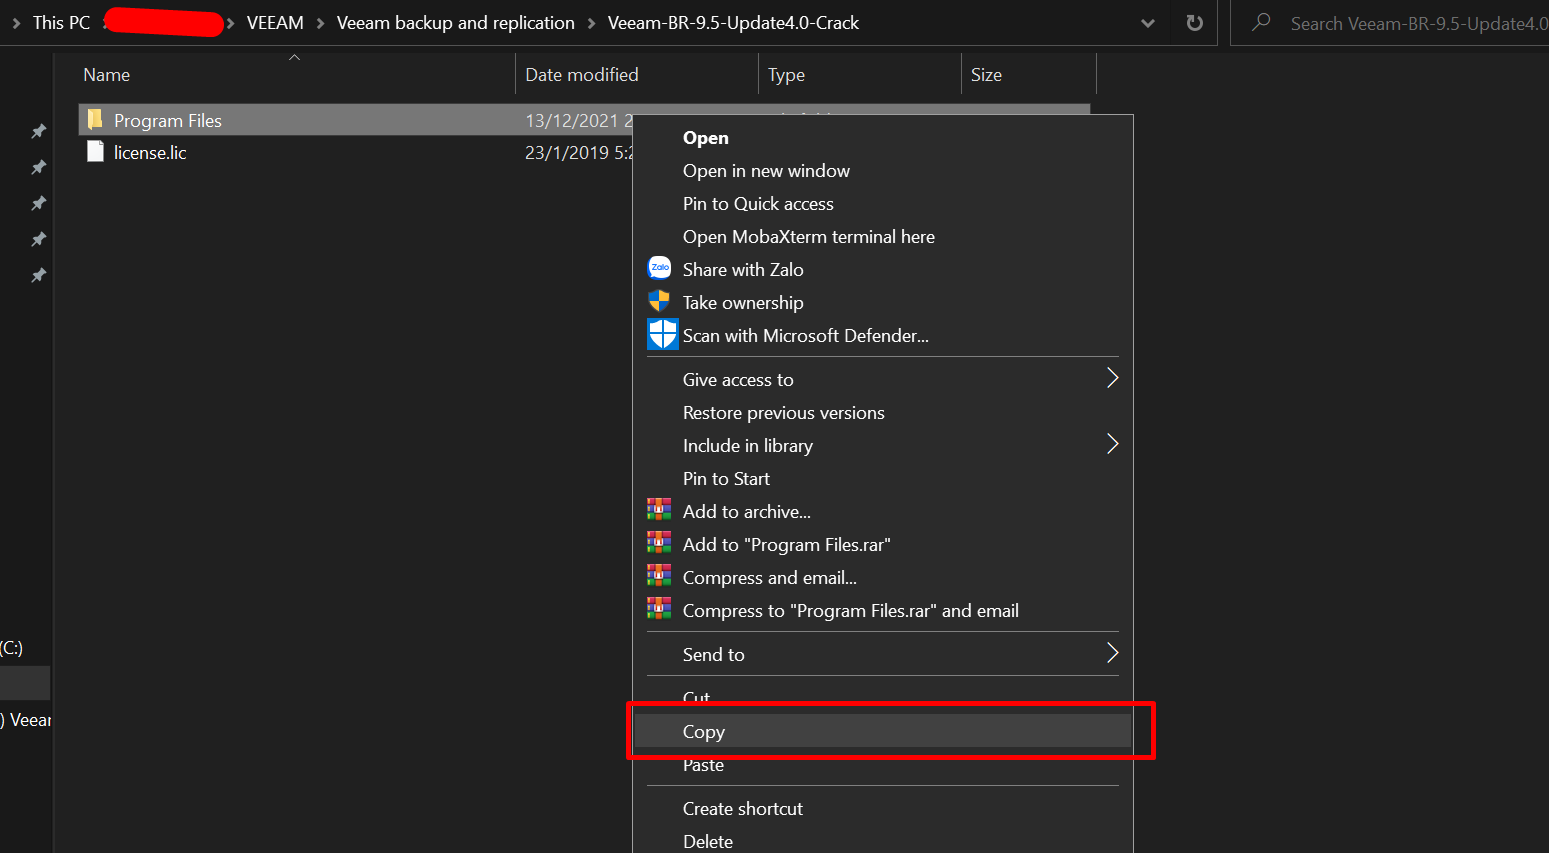 This PC VEEAM Veeam backup and replication Veeam-BR-9.5-Update4.0-Crack Search Veeam-BR-9.5-Update4.0
Name Date modified Type Size
Program Files 13/12/2021 2
license.lic 23/1/2019 5:2
Open
Open in new window
Pin to Quick access
Open MobaXterm terminal here
Zalo Share with Zalo
Take ownership
Scan with Microsoft Defender...
Give access to
Restore previous versions
Include in library
Pin to Start
Add to archive...
Add to "Program Files.rar"
Compress and email...
Compress to "Program Files.rar" and email
(C:)
Send to
Cut
) Veear
Copy
Paste
Create shortcut
Delete